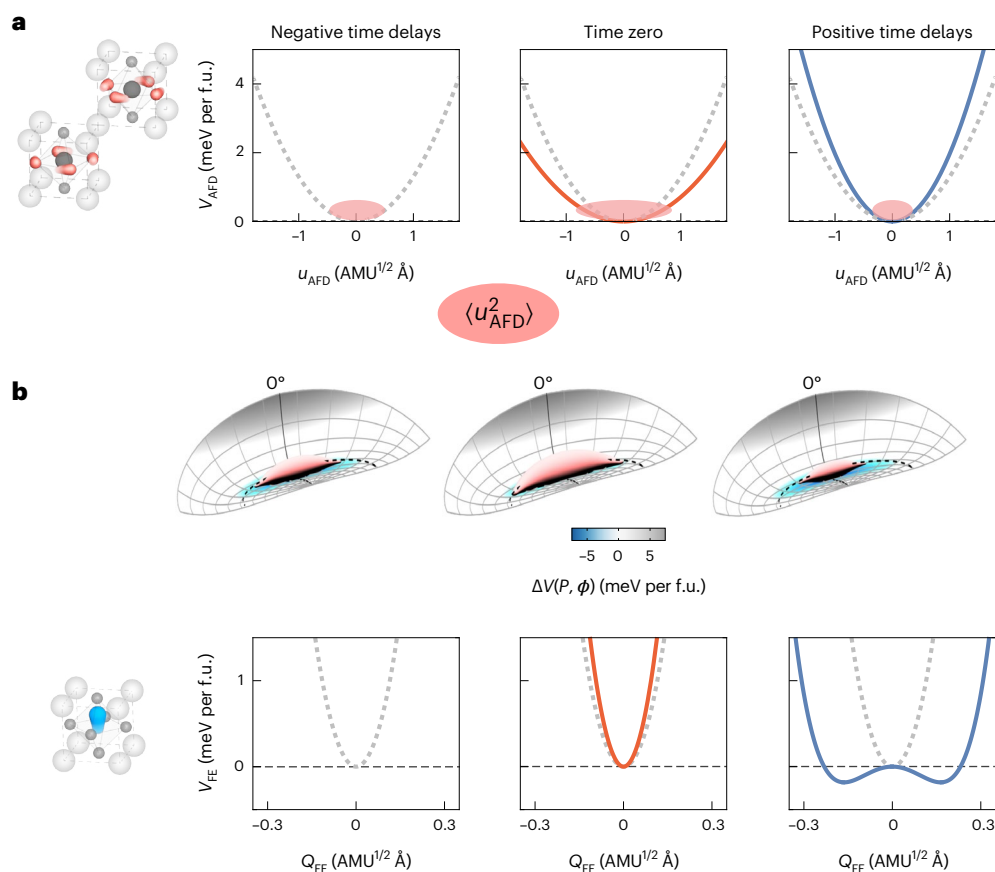 a
Negative time delays
Time zero
Positive time delays
V_AFD (meV per f.u.)
4
2
0
−1 0 1
−1 0 1
−1 0 1
u_AFD (AMU^1/2 Å)
u_AFD (AMU^1/2 Å)
u_AFD (AMU^1/2 Å)
⟨u²_AFD⟩
b
0°
0°
0°
−5 0 5
ΔV(P, ϕ) (meV per f.u.)
V_FE (meV per f.u.)
1
0
−0.3 0 0.3
−0.3 0 0.3
−0.3 0 0.3
Q_FE (AMU^1/2 Å)
Q_FE (AMU^1/2 Å)
Q_FE (AMU^1/2 Å)